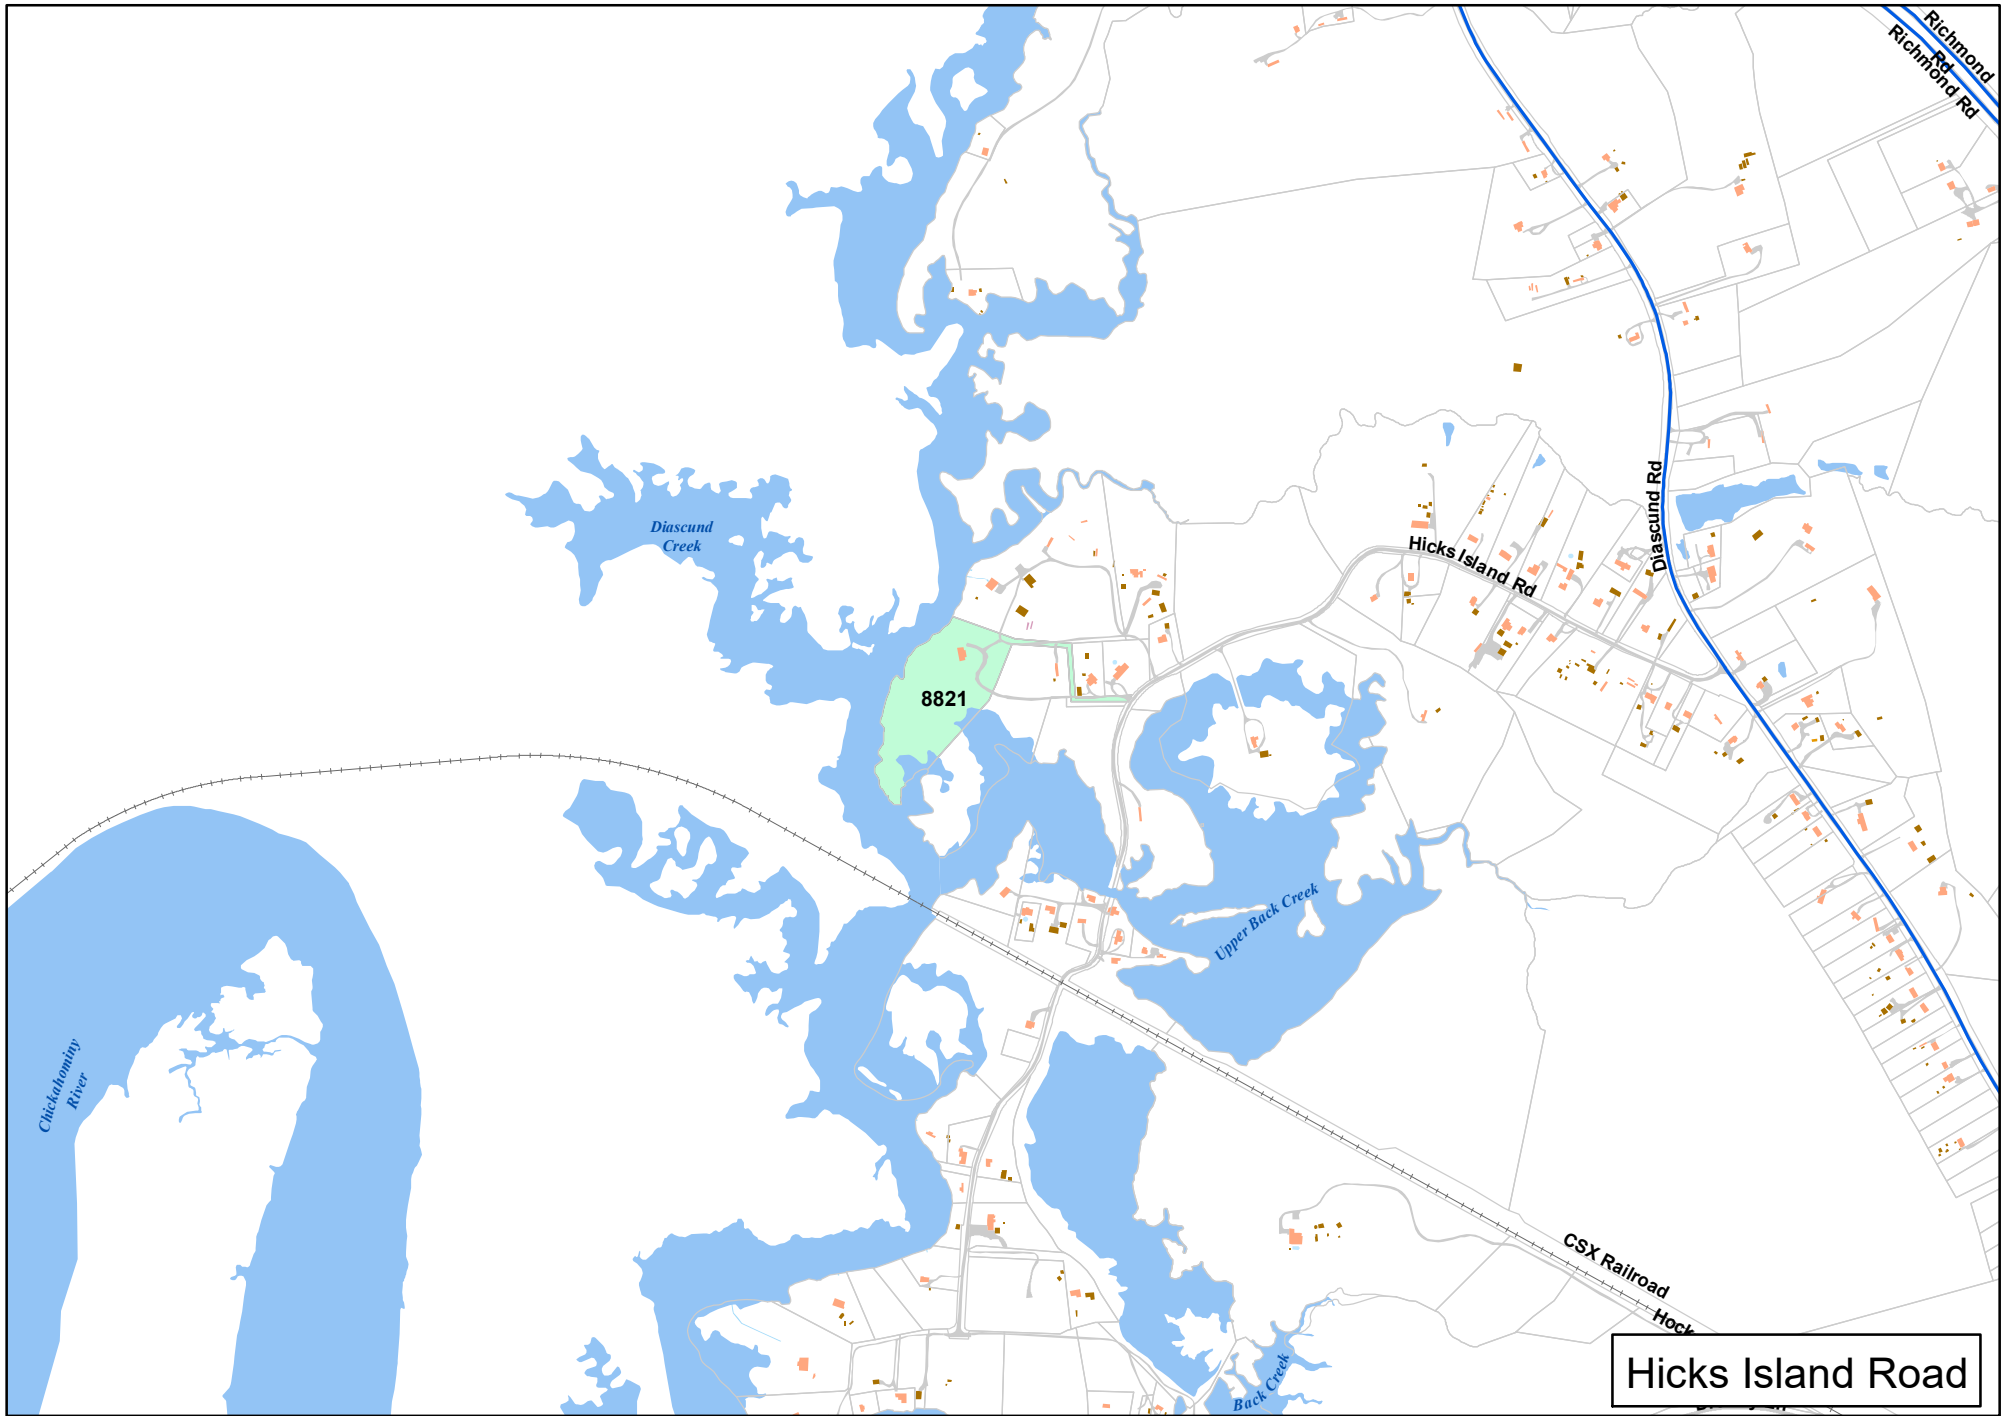 Richmond
Rd
Richmond Rd
Diascund
Creek
Diascund Rd
Hicks Island Rd
8821
Upper Back Creek
Chickahominy
River
CSX Railroad
Hock
Back Creek
Hicks Island Road